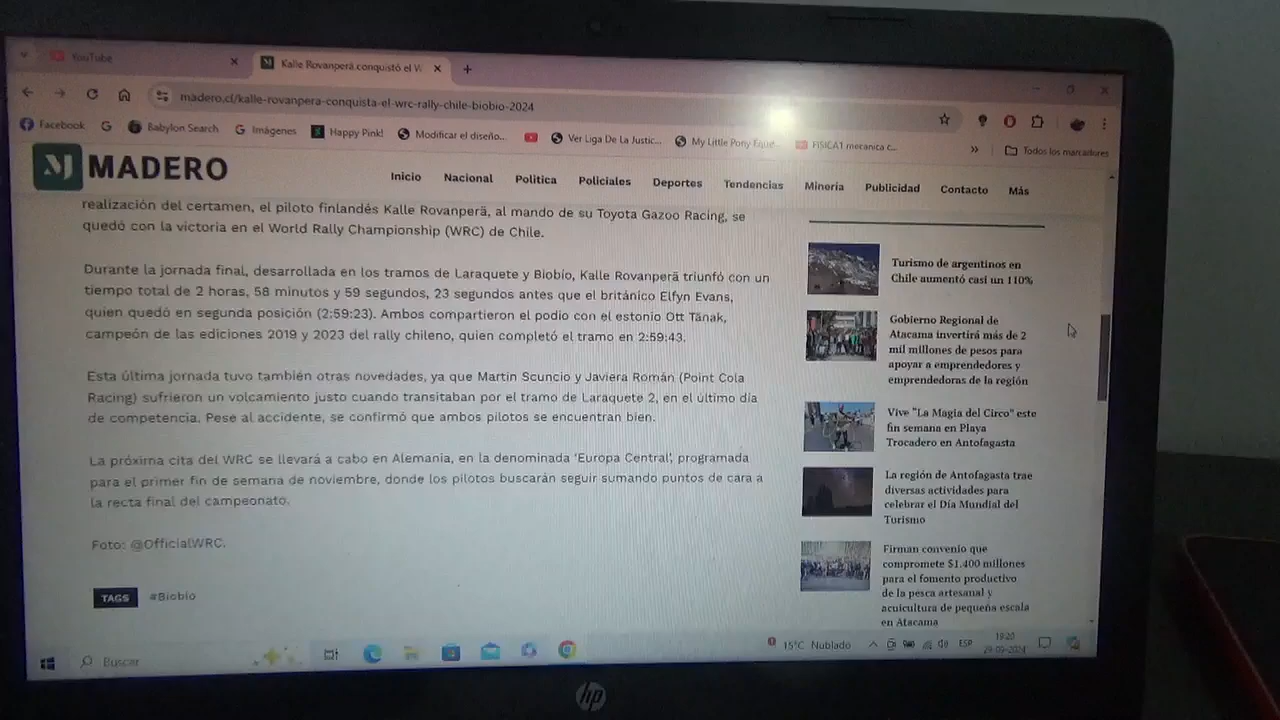 YouTube
Kalle Rovanperä conquistó el W
madero.cl/kalle-rovanpera-conquista-el-wrc-rally-chile-biobio-2024
Facebook
Babylon Search
Imágenes
Happy Pink!
Modificar el diseño...
Ver Liga De La Justic...
My Little Pony Eque...
FISICA1 mecanica c...
Todos los marcadores
MADERO
Inicio Nacional Politica Policiales Deportes Tendencias Minería Publicidad Contacto Más
realización del certamen, el piloto finlandés Kalle Rovanperä, al mando de su Toyota Gazoo Racing, se
quedó con la victoria en el World Rally Championship (WRC) de Chile.
Durante la jornada final, desarrollada en los tramos de Laraquete y Biobío, Kalle Rovanperä triunfó con un
tiempo total de 2 horas, 58 minutos y 59 segundos, 23 segundos antes que el británico Elfyn Evans,
quien quedó en segunda posición (2:59:23). Ambos compartieron el podio con el estonio Ott Tänak,
campeón de las ediciones 2019 y 2023 del rally chileno, quien completó el tramo en 2:59:43.
Esta última jornada tuvo también otras novedades, ya que Martin Scuncio y Javiera Román (Point Cola
Racing) sufrieron un volcamiento justo cuando transitaban por el tramo de Laraquete 2, en el último día
de competencia. Pese al accidente, se confirmó que ambos pilotos se encuentran bien.
La próxima cita del WRC se llevará a cabo en Alemania, en la denominada 'Europa Central', programada
para el primer fin de semana de noviembre, donde los pilotos buscarán seguir sumando puntos de cara a
la recta final del campeonato.
Foto: @OfficialWRC.
TAGS #Biobío
Turismo de argentinos en
Chile aumentó casi un 110%
Gobierno Regional de
Atacama invertirá más de 2
mil millones de pesos para
apoyar a emprendedores y
emprendedoras de la región
Vive "La Magia del Circo" este
fin semana en Playa
Trocadero en Antofagasta
La región de Antofagasta trae
diversas actividades para
celebrar el Día Mundial del
Turismo
Firman convenio que
compromete $1.400 millones
para el fomento productivo
de la pesca artesanal y
acuicultura de pequeña escala
en Atacama
Buscar
15°C Nublado
ESP
19:20
29-09-2024
hp